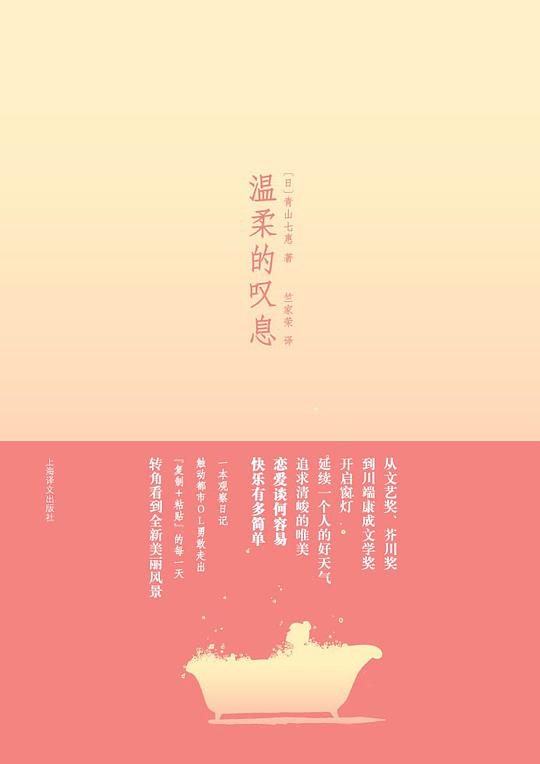 [日]青山七惠 著 竺家荣 译
温柔的叹息
从文艺奖、芥川奖
到川端康成文学奖
开启窗灯。
延续一个人的好天气
追求清峻的唯美
恋爱谈何容易
快乐有多简单
一本观察日记
触动都市OL勇敢走出
『复制+粘贴』的每一天
转角看到全新美丽风景
上海译文出版社